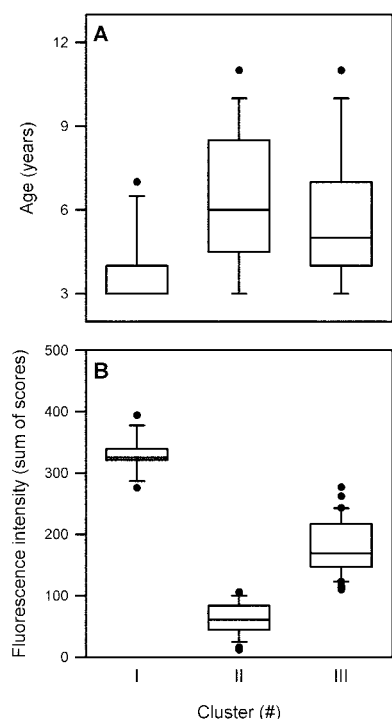 A
12
9
6
3
Age (years)
B
500
400
300
200
100
0
Fluorescence intensity (sum of scores)
I II III
Cluster (#)